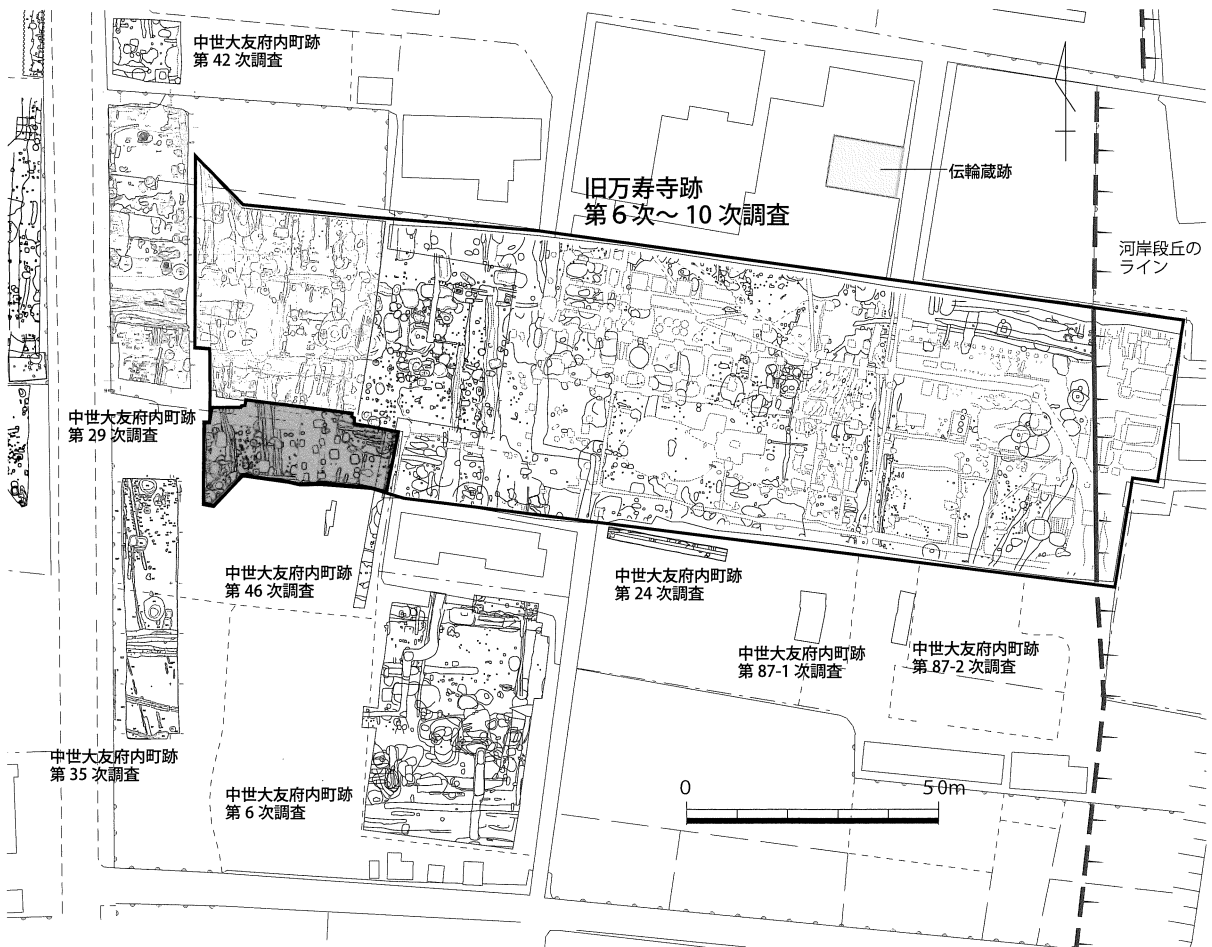 中世大友府内町跡
第 42 次調査
伝輪蔵跡
旧万寿寺跡
第 6 次～ 10 次調査
河岸段丘の
ライン
中世大友府内町跡
第 29 次調査
中世大友府内町跡
第 46 次調査
中世大友府内町跡
第 24 次調査
中世大友府内町跡
第 87-1 次調査
中世大友府内町跡
第 87-2 次調査
中世大友府内町跡
第 35 次調査
中世大友府内町跡
第 6 次調査
0
50m